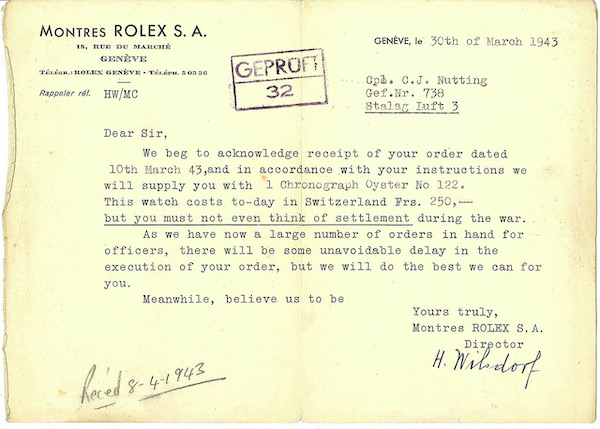 MONTRES ROLEX S. A.
18, RUE DU MARCHÉ
GENÈVE
TÉLÉGR.: ROLEX GENÈVE - TÉLÉPH. 5 03 36
Rappeler réf. HW/MC
GEPRÜFT
32
GENÈVE, le 30th of March 1943
Cpl. C.J. Nutting
Gef.Nr. 738
Stalag Luft 3
Dear Sir,
We beg to acknowledge receipt of your order dated
10th March 43,and in accordance with your instructions we
will supply you with 1 Chronograph Oyster No 122.
This watch costs to-day in Switzerland Frs. 250,--
but you must not even think of settlement during the war.
As we have now a large number of orders in hand for
officers, there will be some unavoidable delay in the
execution of your order, but we will do the best we can for
you.
Meanwhile, believe us to be
Yours truly,
Montres ROLEX S.A.
Director
H. Wilsdorf
Recéd 8-4-1943